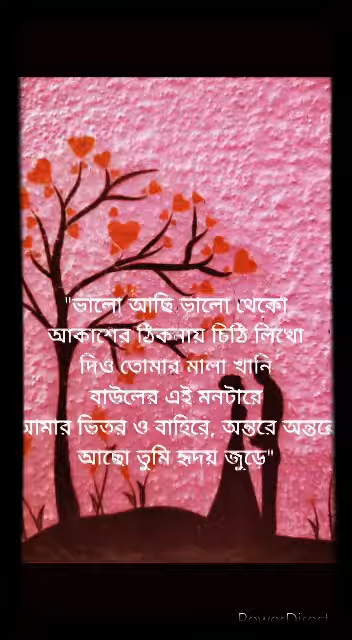 "ভালো আছি ভালো থেকো
আকাশের ঠিকানায় চিঠি লিখো
দিও তোমার মালা খানি
বাউলের এই মনটারে
আমার ভিতর ও বাহিরে, অন্তরে অন্তরে
আছো তুমি হৃদয় জুড়ে"
PowerDirect